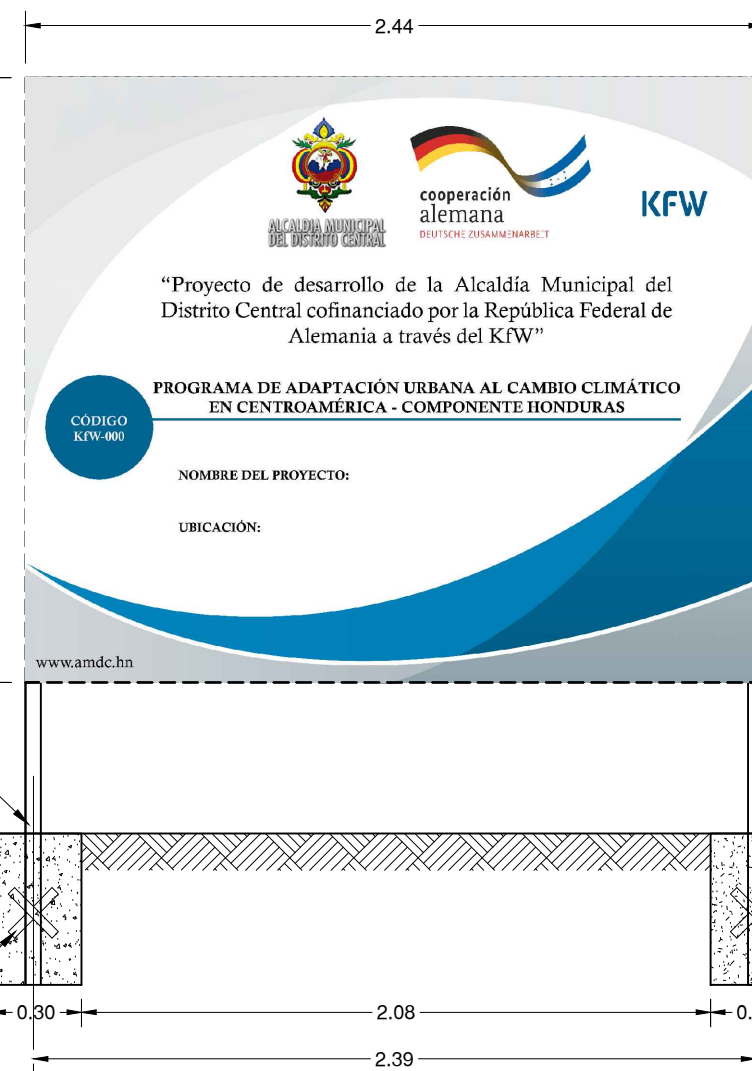 2.44
ALCALDIA MUNICIPAL
DEL DISTRITO CENTRAL
cooperación
alemana
DEUTSCHE ZUSAMMENARBEIT
KFW
“Proyecto de desarrollo de la Alcaldía Municipal del
Distrito Central cofinanciado por la República Federal de
Alemania a través del KfW”
PROGRAMA DE ADAPTACIÓN URBANA AL CAMBIO CLIMÁTICO
EN CENTROAMÉRICA - COMPONENTE HONDURAS
CÓDIGO
KfW-000
NOMBRE DEL PROYECTO:
UBICACIÓN:
www.amdc.hn
0.30
2.08
0.
2.39